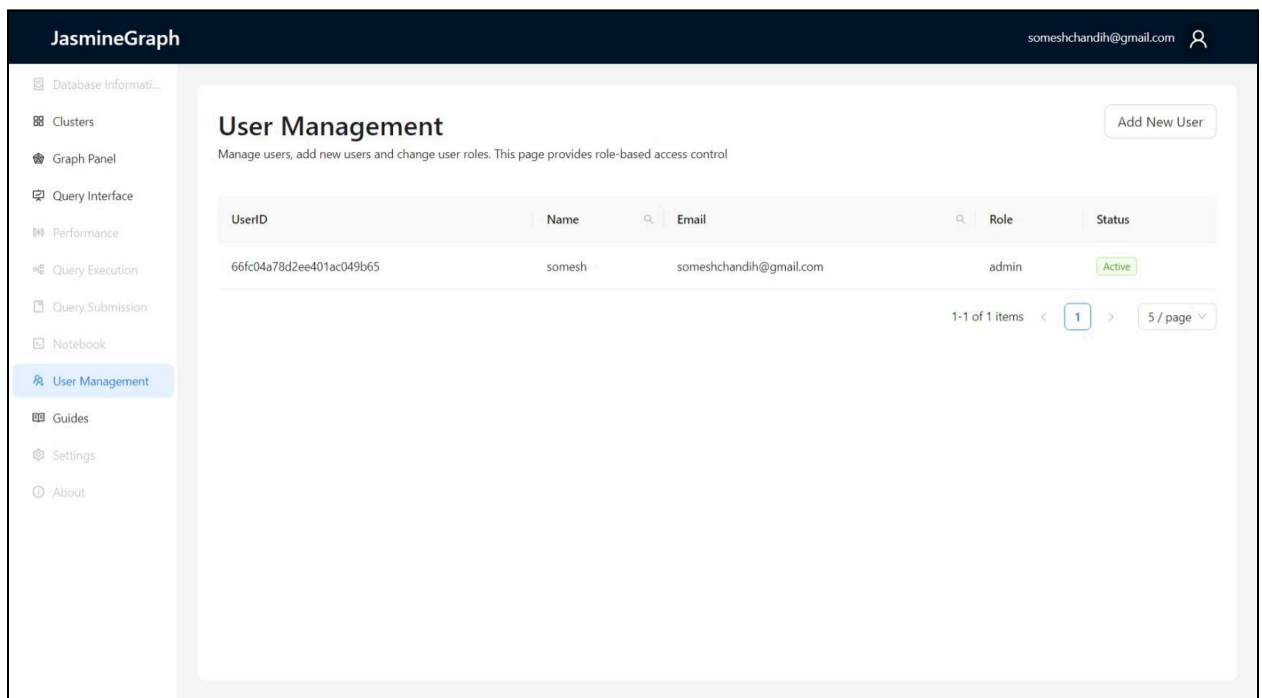 JasmineGraph
someshchandih@gmail.com
Database Informati...
Clusters
Graph Panel
Query Interface
Performance
Query Execution
Query Submission
Notebook
User Management
Guides
Settings
About
User Management
Add New User
Manage users, add new users and change user roles. This page provides role-based access control
UserID Name Email Role Status
66fc04a78d2ee401ac049b65 somesh someshchandih@gmail.com admin Active
1-1 of 1 items < 1 > 5 / page